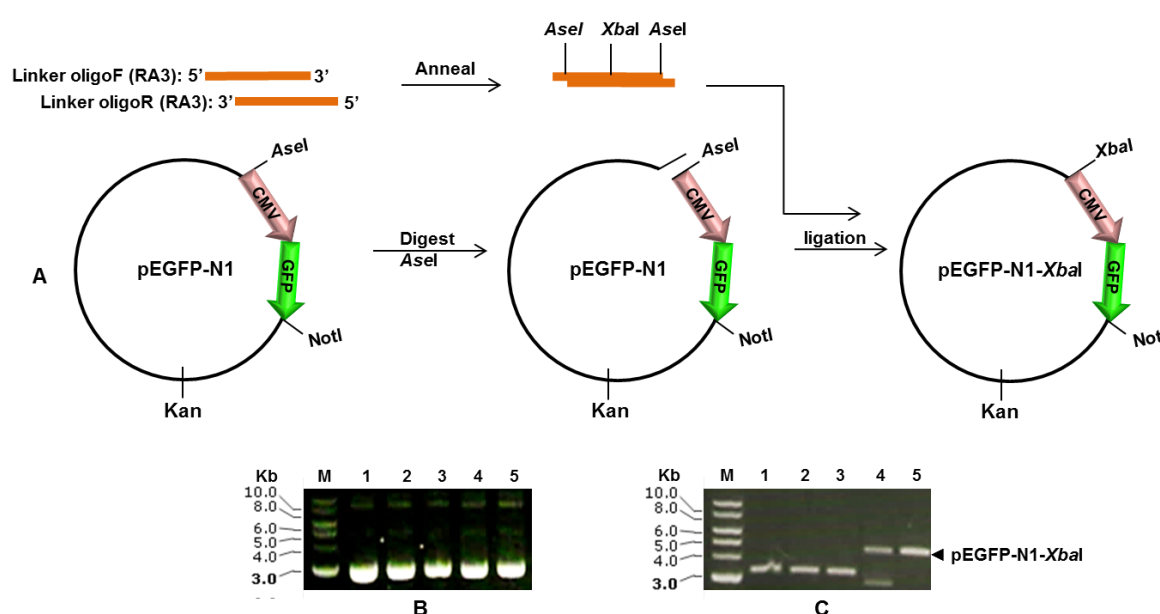 AseI XbaI AseI
Linker oligoF (RA3): 5’ 3’
Anneal
Linker oligoR (RA3): 3’ 5’
AseI
AseI
XbaI
CMV
CMV
CMV
Digest
AseI
ligation
A
pEGFP-N1
pEGFP-N1
pEGFP-N1-XbaI
GFP
GFP
GFP
NotI
NotI
Not
Kan
Kan
Kan
Kb M 1 2 3 4 5
10.0
8.0
6.0
5.0
4.0
3.0
B
Kb M 1 2 3 4 5
10.0
8.0
6.0
5.0
4.0
3.0
pEGFP-N1-XbaI
C